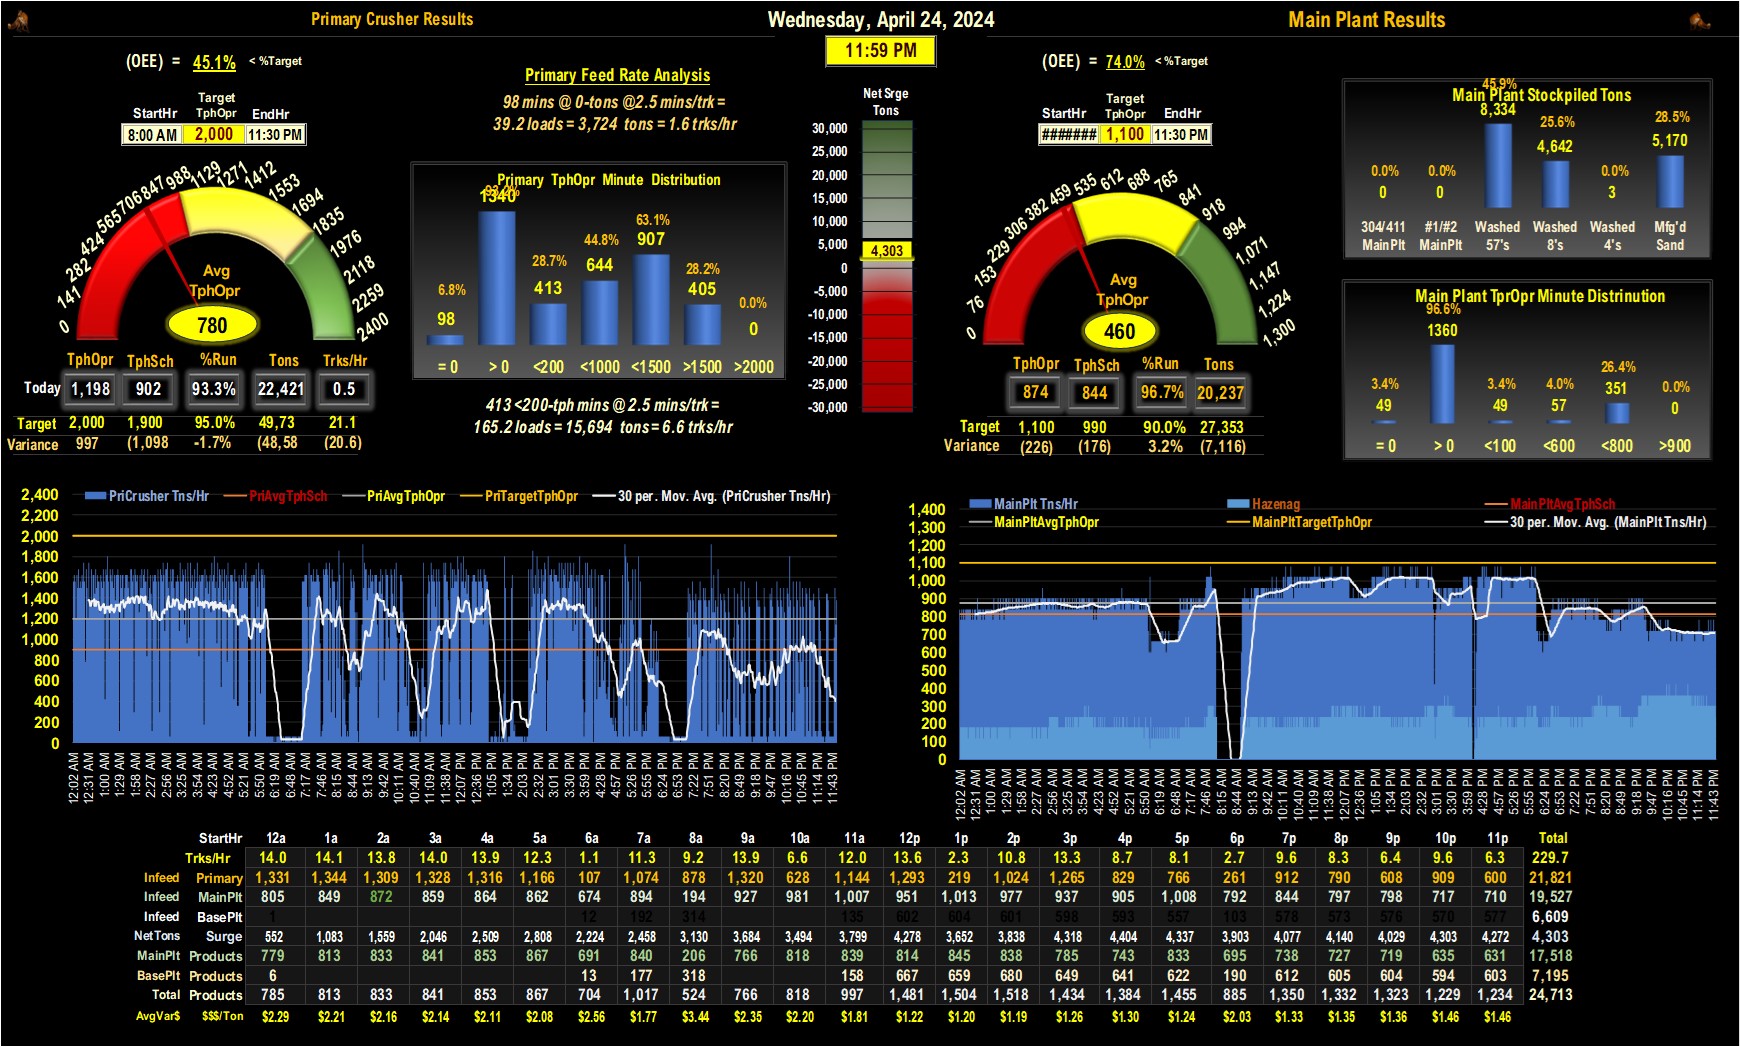 Primary Crusher Results
Wednesday, April 24, 2024
Main Plant Results
11:59 PM
(OEE) = 45.1% < %Target
StartHr Target TphOpr EndHr
8:00 AM 2,000 11:30 PM
0 141 282 424 565 706 847 988 1129 1271 1412 1553 1694 1835 1976 2118 2259 2400
Avg
TphOpr
780
TphOpr TphSch %Run Tons Trks/Hr
Today 1,198 902 93.3% 22,421 0.5
Target 2,000 1,900 95.0% 49,73 21.1
Variance 997 (1,098 -1.7% (48,58 (20.6)
Primary Feed Rate Analysis
98 mins @ 0-tons @2.5 mins/trk =
39.2 loads = 3,724 tons = 1.6 trks/hr
Primary TphOpr Minute Distribution
6.8% 93.2% 28.7% 44.8% 63.1% 28.2% 0.0%
98 1340 413 644 907 405 0
= 0 > 0 <200 <1000 <1500 >1500 >2000
413 <200-tph mins @ 2.5 mins/trk =
165.2 loads = 15,694 tons = 6.6 trks/hr
Net Srge
Tons
30,000
25,000
20,000
15,000
10,000
5,000
4,303
0
-5,000
-10,000
-15,000
-20,000
-25,000
-30,000
(OEE) = 74.0% < %Target
StartHr Target TphOpr EndHr
####### 1,100 11:30 PM
0 76 153 229 306 382 459 535 612 688 765 841 918 994 1,071 1,147 1,224 1,300
Avg
TphOpr
460
TphOpr TphSch %Run Tons
874 844 96.7% 20,237
Target 1,100 990 90.0% 27,353
Variance (226) (176) 3.2% (7,116)
Main Plant Stockpiled Tons
0.0% 0.0% 45.9% 25.6% 0.0% 28.5%
0 0 8,334 4,642 3 5,170
304/411 #1/#2 Washed Washed Washed Mfg'd
MainPlt MainPlt 57's 8's 4's Sand
Main Plant TprOpr Minute Distrinution
3.4% 96.6% 3.4% 4.0% 26.4% 0.0%
49 1360 49 57 351 0
= 0 > 0 <100 <600 <800 >900
PriCrusher Tns/Hr PriAvgTphSch PriAvgTphOpr PriTargetTphOpr 30 per. Mov. Avg. (PriCrusher Tns/Hr)
2,400
2,200
2,000
1,800
1,600
1,400
1,200
1,000
800
600
400
200
0
12:02 AM 12:31 AM 1:00 AM 1:29 AM 1:58 AM 2:27 AM 2:56 AM 3:25 AM 3:54 AM 4:23 AM 4:52 AM 5:21 AM 5:50 AM 6:19 AM 6:48 AM 7:17 AM 7:46 AM 8:15 AM 8:44 AM 9:13 AM 9:42 AM 10:11 AM 10:40 AM 11:09 AM 11:38 AM 12:07 PM 12:36 PM 1:05 PM 1:34 PM 2:03 PM 2:32 PM 3:01 PM 3:30 PM 3:59 PM 4:28 PM 4:57 PM 5:26 PM 5:55 PM 6:24 PM 6:53 PM 7:22 PM 7:51 PM 8:20 PM 8:49 PM 9:18 PM 9:47 PM 10:16 PM 10:45 PM 11:14 PM 11:43 PM
MainPlt Tns/Hr Hazenag MainPltAvgTphSch
MainPltAvgTphOpr MainPltTargetTphOpr 30 per. Mov. Avg. (MainPlt Tns/Hr)
1,400
1,300
1,200
1,100
1,000
900
800
700
600
500
400
300
200
100
0
12:02 AM 12:31 AM 1:00 AM 1:29 AM 1:58 AM 2:27 AM 2:56 AM 3:25 AM 3:54 AM 4:23 AM 4:52 AM 5:21 AM 5:50 AM 6:19 AM 6:48 AM 7:17 AM 7:46 AM 8:15 AM 8:44 AM 9:13 AM 9:42 AM 10:11 AM 10:40 AM 11:09 AM 11:38 AM 12:07 PM 12:36 PM 1:05 PM 1:34 PM 2:03 PM 2:32 PM 3:01 PM 3:30 PM 3:59 PM 4:28 PM 4:57 PM 5:26 PM 5:55 PM 6:24 PM 6:53 PM 7:22 PM 7:51 PM 8:20 PM 8:49 PM 9:18 PM 9:47 PM 10:16 PM 10:45 PM 11:14 PM 11:43 PM
StartHr 12a 1a 2a 3a 4a 5a 6a 7a 8a 9a 10a 11a 12p 1p 2p 3p 4p 5p 6p 7p 8p 9p 10p 11p Total
Trks/Hr 14.0 14.1 13.8 14.0 13.9 12.3 1.1 11.3 9.2 13.9 6.6 12.0 13.6 2.3 10.8 13.3 8.7 8.1 2.7 9.6 8.3 6.4 9.6 6.3 229.7
Infeed Primary 1,331 1,344 1,309 1,328 1,316 1,166 107 1,074 878 1,320 628 1,144 1,293 219 1,024 1,265 829 766 261 912 790 608 909 600 21,821
Infeed MainPlt 805 849 872 859 864 862 674 894 194 927 981 1,007 951 1,013 977 937 905 1,008 792 844 797 798 717 710 19,527
Infeed BasePlt 1 12 192 314 135 602 604 601 598 593 557 103 578 573 576 570 577 6,609
NetTons Surge 552 1,083 1,559 2,046 2,509 2,808 2,224 2,458 3,130 3,684 3,494 3,799 4,278 3,652 3,838 4,318 4,404 4,337 3,903 4,077 4,140 4,029 4,303 4,272 4,303
MainPlt Products 779 813 833 841 853 867 691 840 206 766 818 839 814 845 838 785 743 833 695 738 727 719 635 631 17,518
BasePlt Products 6 13 177 318 158 667 659 680 649 641 622 190 612 605 604 594 603 7,195
Total Products 785 813 833 841 853 867 704 1,017 524 766 818 997 1,481 1,504 1,518 1,434 1,384 1,455 885 1,350 1,332 1,323 1,229 1,234 24,713
AvgVar$ $$$/Ton $2.29 $2.21 $2.16 $2.14 $2.11 $2.08 $2.56 $1.77 $3.44 $2.35 $2.20 $1.81 $1.22 $1.20 $1.19 $1.26 $1.30 $1.24 $2.03 $1.33 $1.35 $1.36 $1.46 $1.46